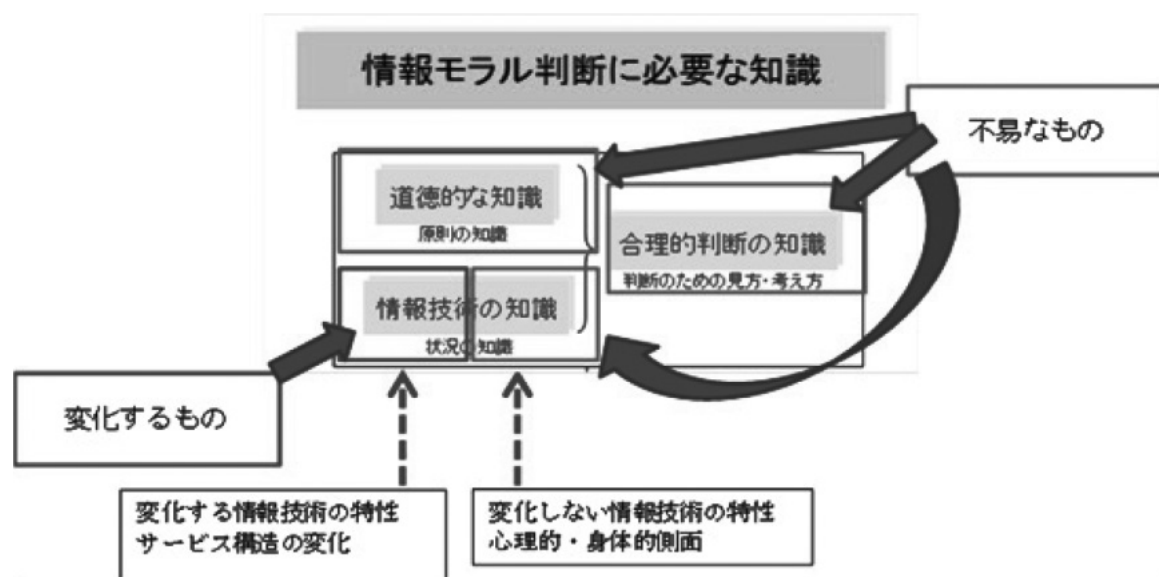 情報モラル判断に必要な知識
不易なもの
道徳的な知識
原則の知識
合理的判断の知識
判断のための見方・考え方
情報技術の知識
状況の知識
変化するもの
変化する情報技術の特性
サービス構造の変化
変化しない情報技術の特性
心理的・身体的側面